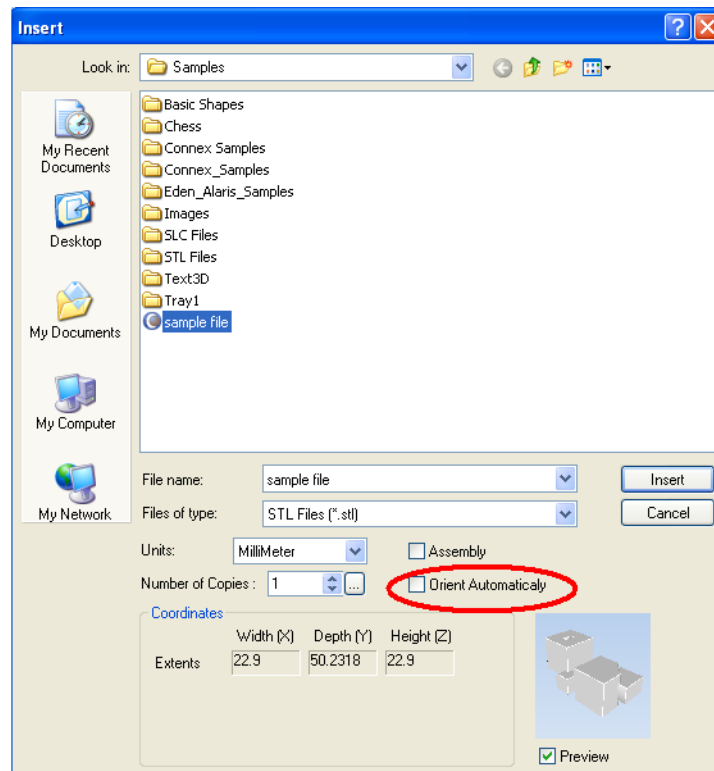 Insert
Look in: Samples
My Recent
Documents
Desktop
My Documents
My Computer
My Network
Basic Shapes
Chess
Connex Samples
Connex_Samples
Eden_Alaris_Samples
Images
SLC Files
STL Files
Text3D
Tray1
sample file
File name: sample file Insert
Files of type: STL Files (*.stl) Cancel
Units: MilliMeter Assembly
Number of Copies : 1 ... Orient Automaticaly
Coordinates
Width (X) Depth (Y) Height (Z)
Extents 22.9 50.2318 22.9
Preview